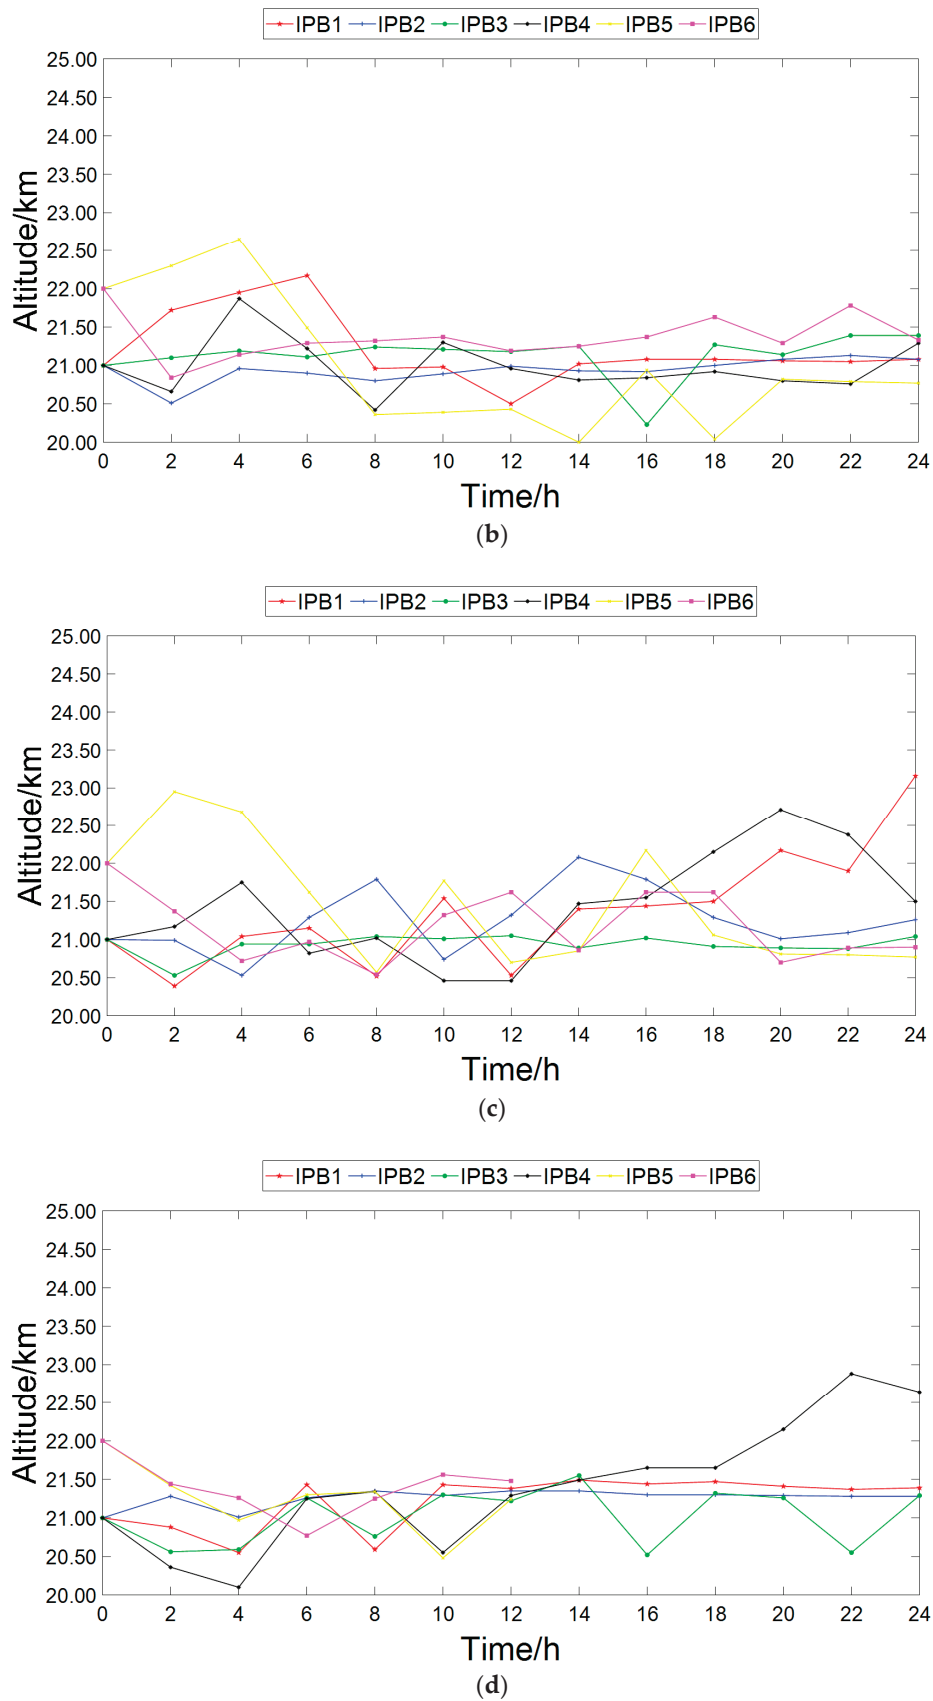 IPB1 IPB2 IPB3 IPB4 IPB5 IPB6
25.00
24.50
24.00
23.50
23.00
22.50
22.00
21.50
21.00
20.50
20.00
Altitude/km
0 2 4 6 8 10 12 14 16 18 20 22 24
Time/h
(b)
IPB1 IPB2 IPB3 IPB4 IPB5 IPB6
25.00
24.50
24.00
23.50
23.00
22.50
22.00
21.50
21.00
20.50
20.00
Altitude/km
0 2 4 6 8 10 12 14 16 18 20 22 24
Time/h
(c)
IPB1 IPB2 IPB3 IPB4 IPB5 IPB6
25.00
24.50
24.00
23.50
23.00
22.50
22.00
21.50
21.00
20.50
20.00
Altitude/km
0 2 4 6 8 10 12 14 16 18 20 22 24
Time/h
(d)